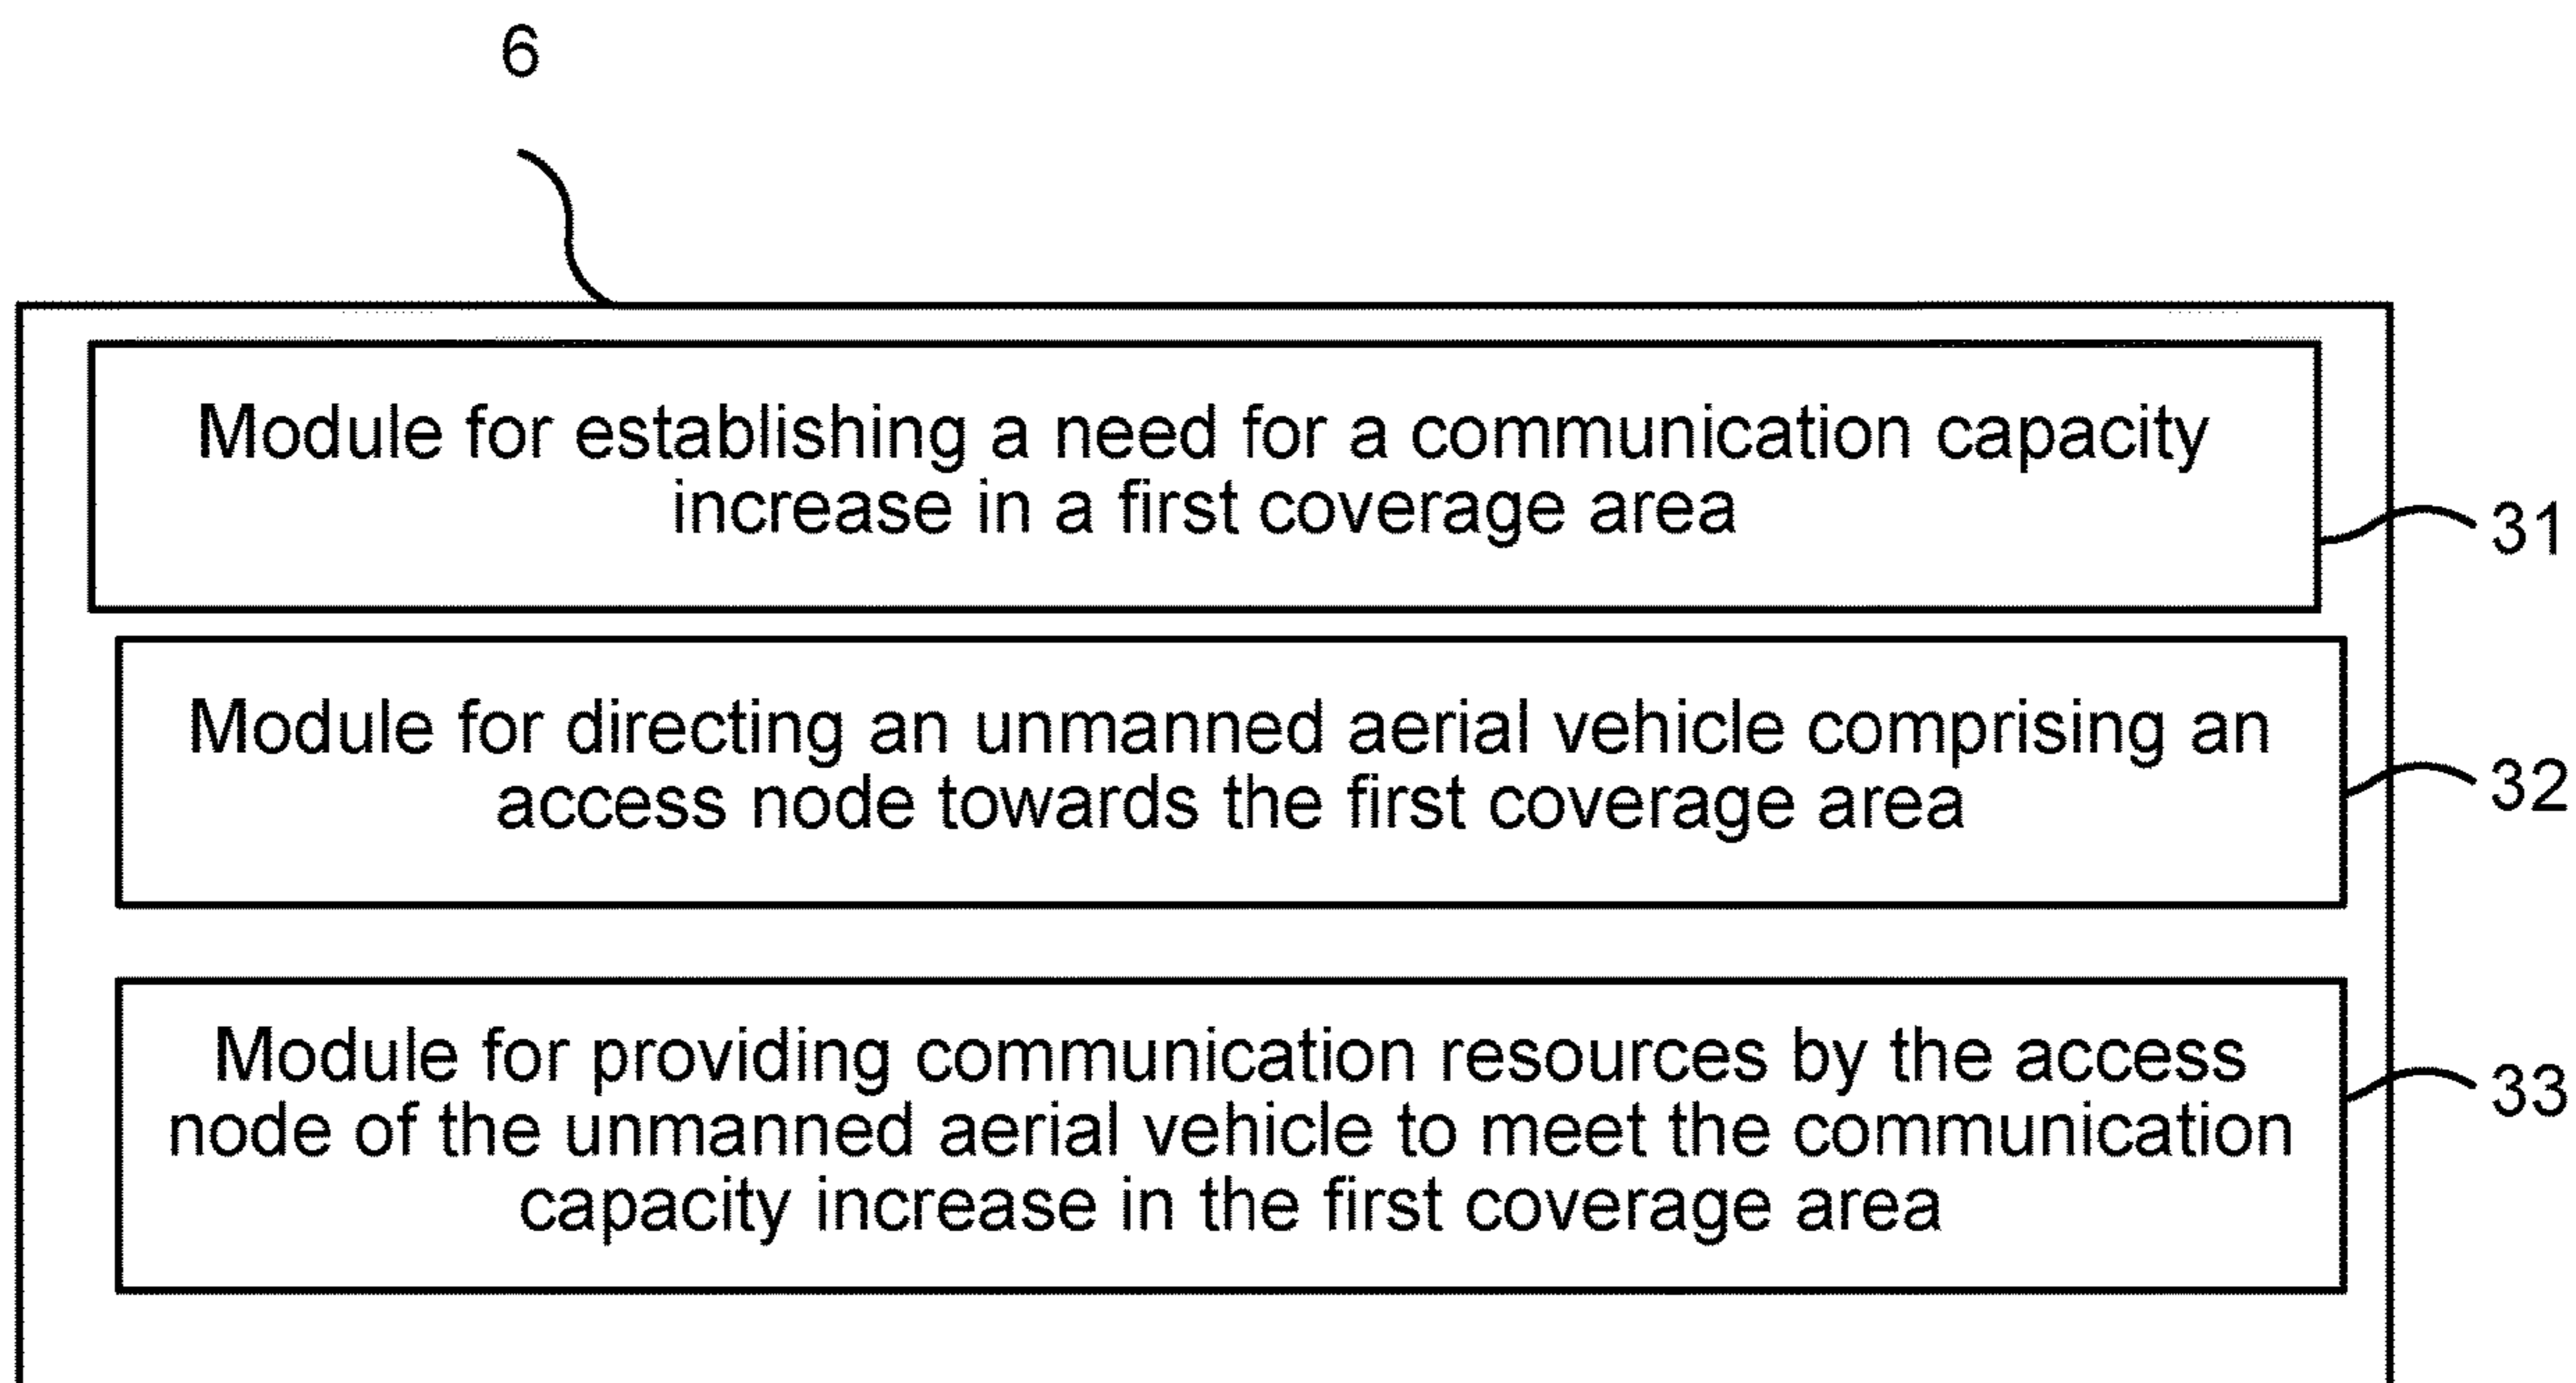 6
Module for establishing a need for a communication capacity
increase in a first coverage area
31
Module for directing an unmanned aerial vehicle comprising an
access node towards the first coverage area
32
Module for providing communication resources by the access
node of the unmanned aerial vehicle to meet the communication
capacity increase in the first coverage area
33